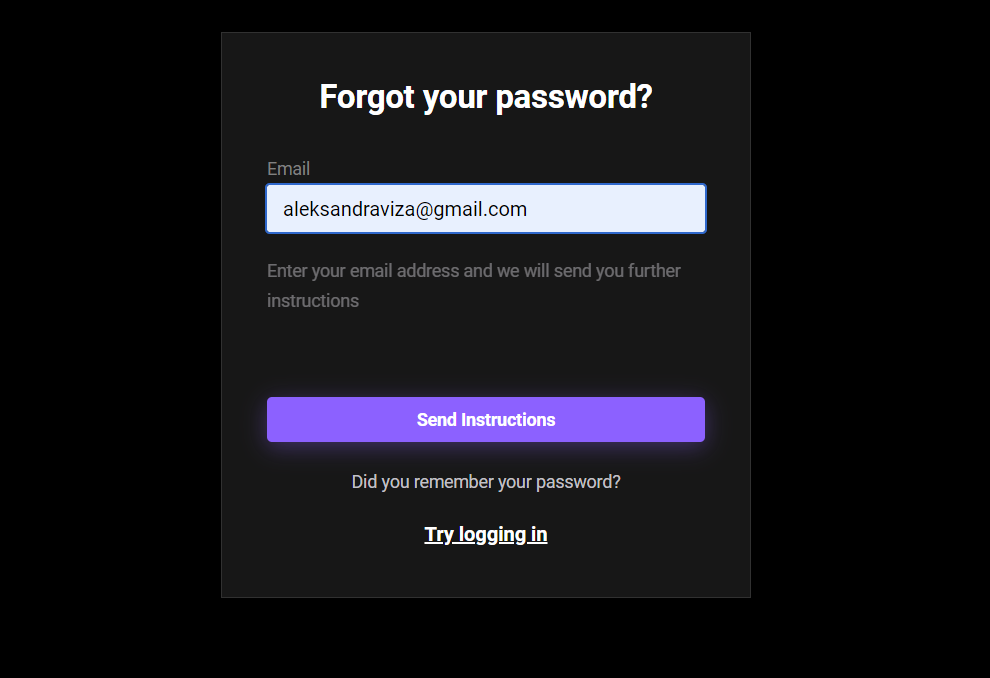 Forgot your password?
Email
aleksandraviza@gmail.com
Enter your email address and we will send you further
instructions
Send Instructions
Did you remember your password?
Try logging in